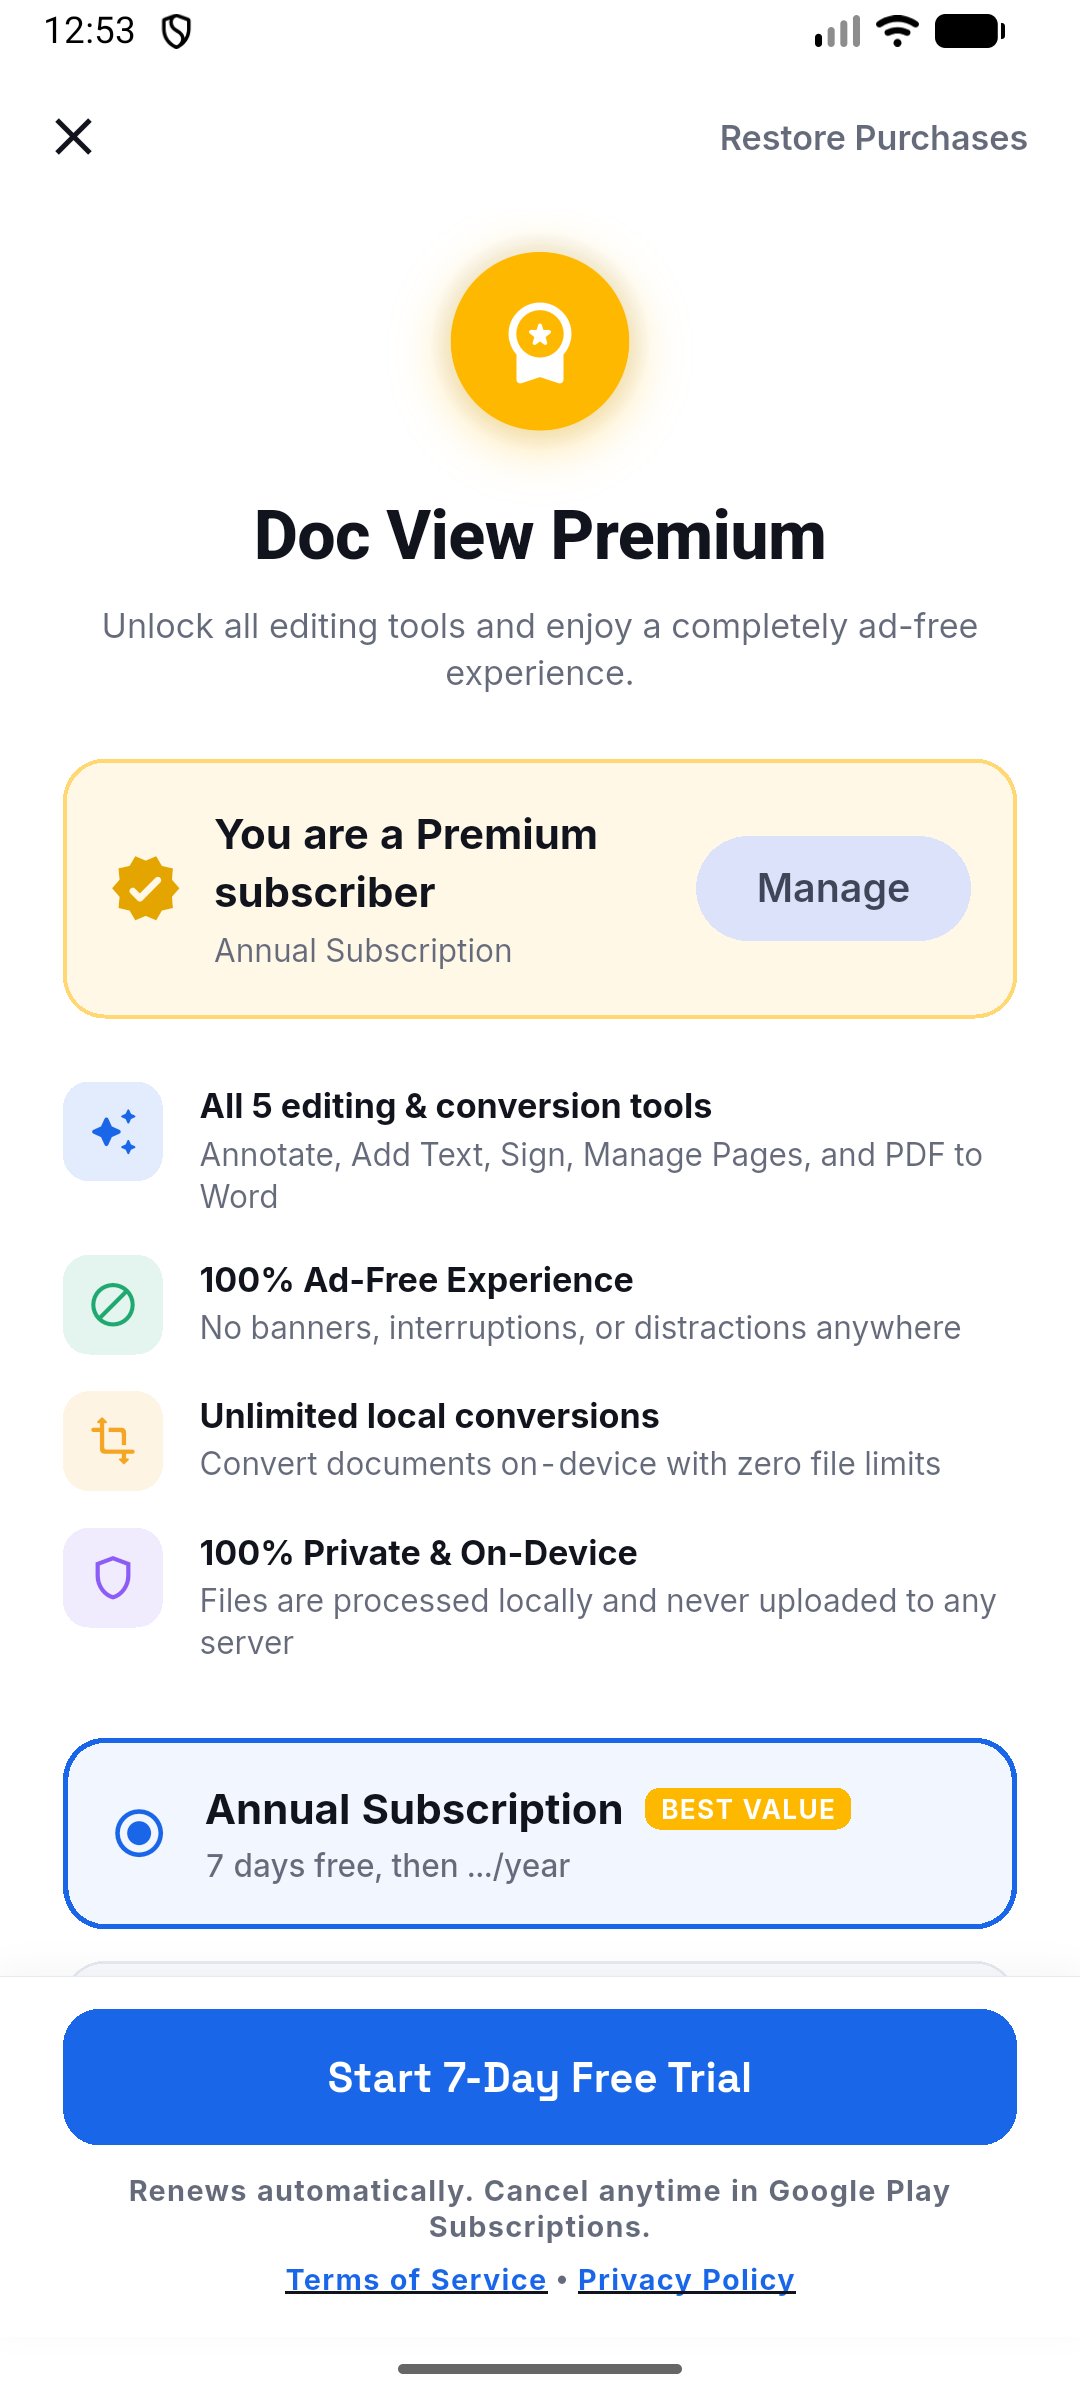 12:53
Restore Purchases
Doc View Premium
Unlock all editing tools and enjoy a completely ad-free
experience.
You are a Premium
subscriber
Annual Subscription
Manage
All 5 editing & conversion tools
Annotate, Add Text, Sign, Manage Pages, and PDF to
Word
100% Ad-Free Experience
No banners, interruptions, or distractions anywhere
Unlimited local conversions
Convert documents on-device with zero file limits
100% Private & On-Device
Files are processed locally and never uploaded to any
server
Annual Subscription BEST VALUE
7 days free, then .../year
Start 7-Day Free Trial
Renews automatically. Cancel anytime in Google Play
Subscriptions.
Terms of Service • Privacy Policy